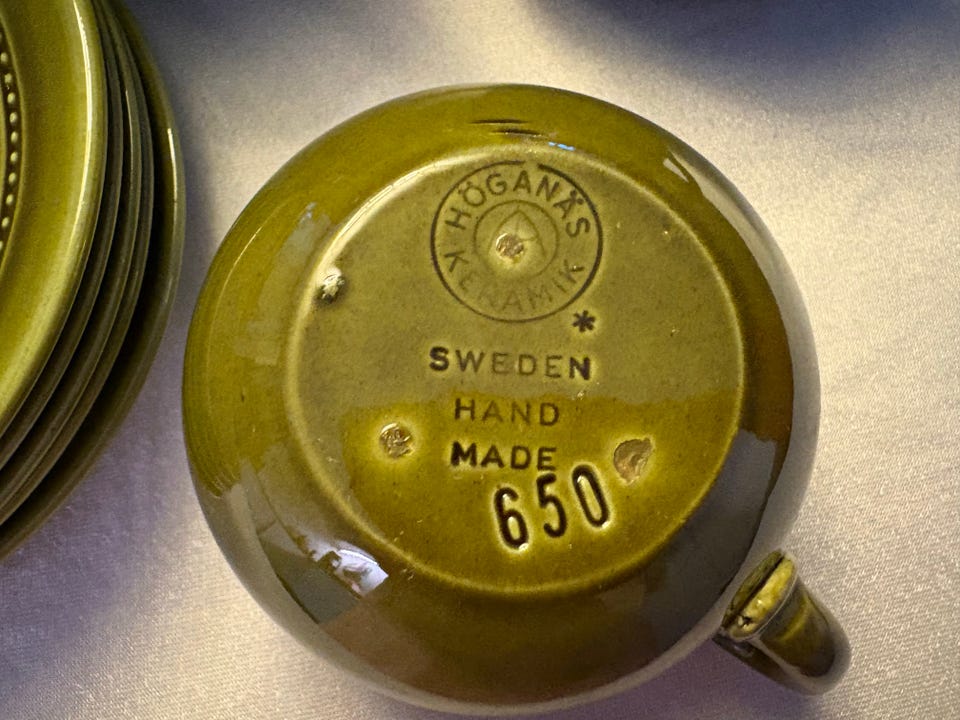 HÖGANÄS
KERAMIK
*
SWEDEN
HAND
MADE
650